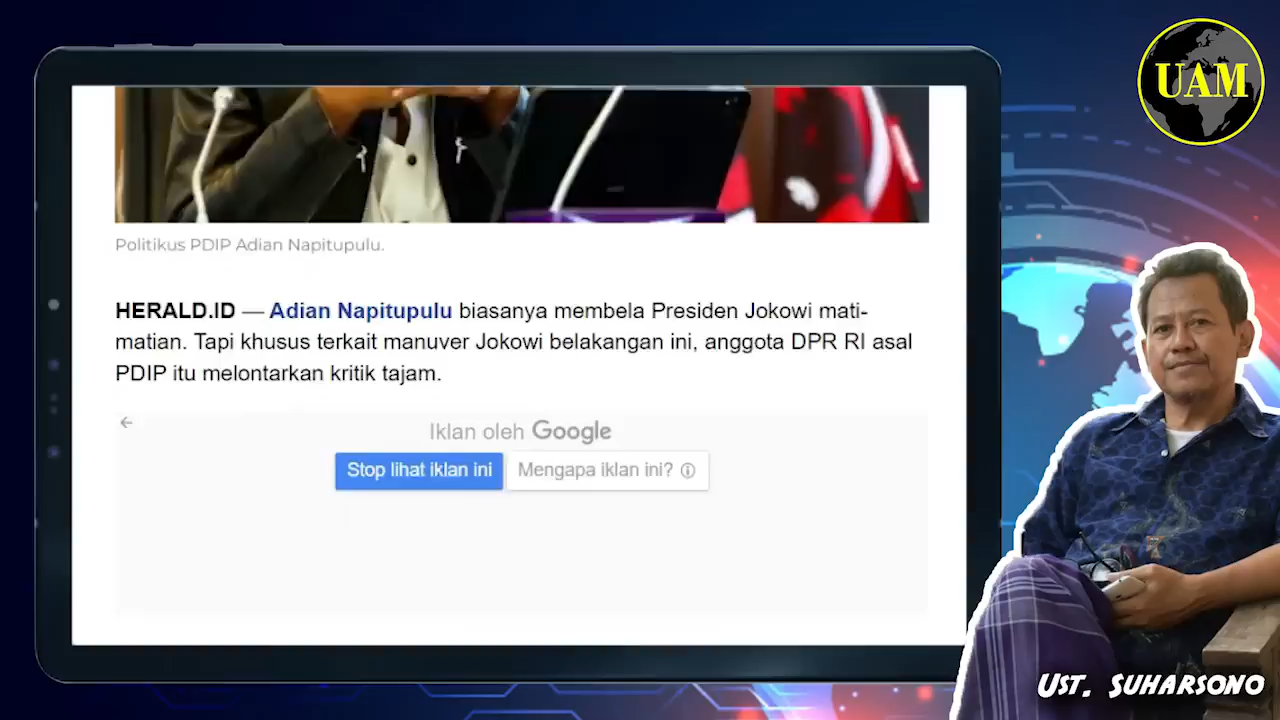 UAM
Politikus PDIP Adian Napitupulu.
HERALD.ID — Adian Napitupulu biasanya membela Presiden Jokowi mati-
matian. Tapi khusus terkait manuver Jokowi belakangan ini, anggota DPR RI asal
PDIP itu melontarkan kritik tajam.
Iklan oleh Google
Stop lihat iklan ini
Mengapa iklan ini?
UST. SUHARSONO